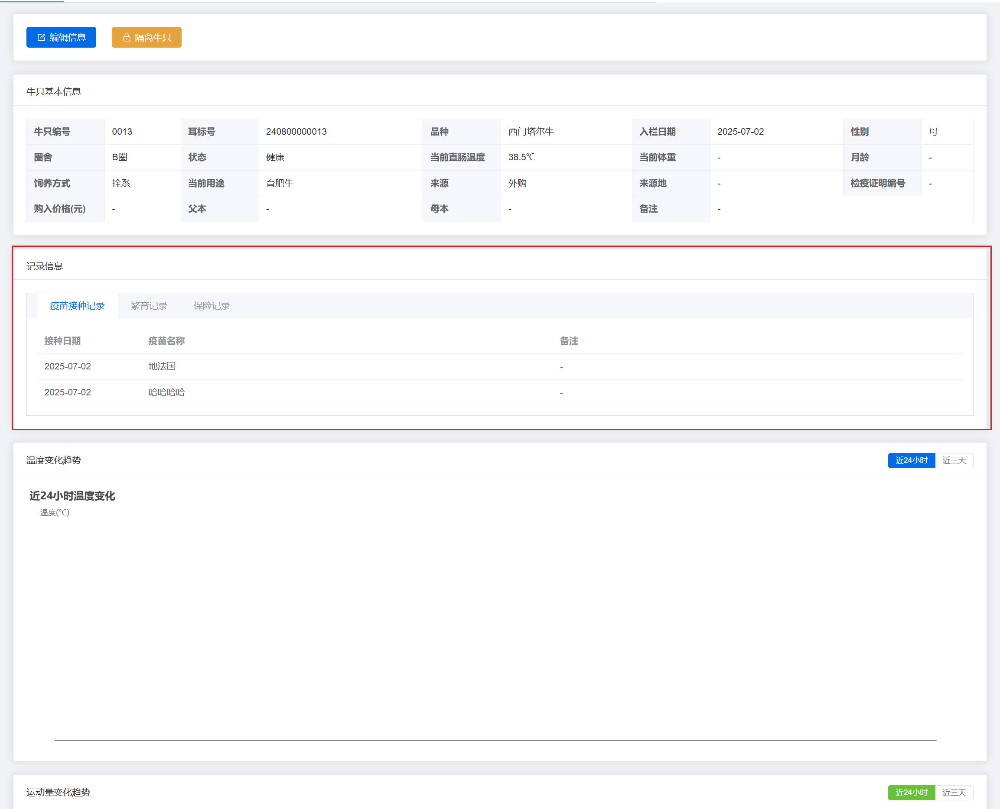 编辑信息 隔离牛只
牛只基本信息
牛只编号 0013 耳标号 240800000013 品种 西门塔尔牛 入栏日期 2025-07-02 性别 母
圈舍 B圈 状态 健康 当前直肠温度 38.5℃ 当前体重 - 月龄 -
饲养方式 拴系 当前用途 育肥牛 来源 外购 来源地 - 检疫证明编号 -
购入价格(元) - 父本 - 母本 - 备注 -
记录信息
疫苗接种记录 繁育记录 保险记录
接种日期 疫苗名称 备注
2025-07-02 地法国 -
2025-07-02 哈哈哈哈 -
温度变化趋势 近24小时 近三天
近24小时温度变化
温度(°C)
运动量变化趋势 近24小时 近三天